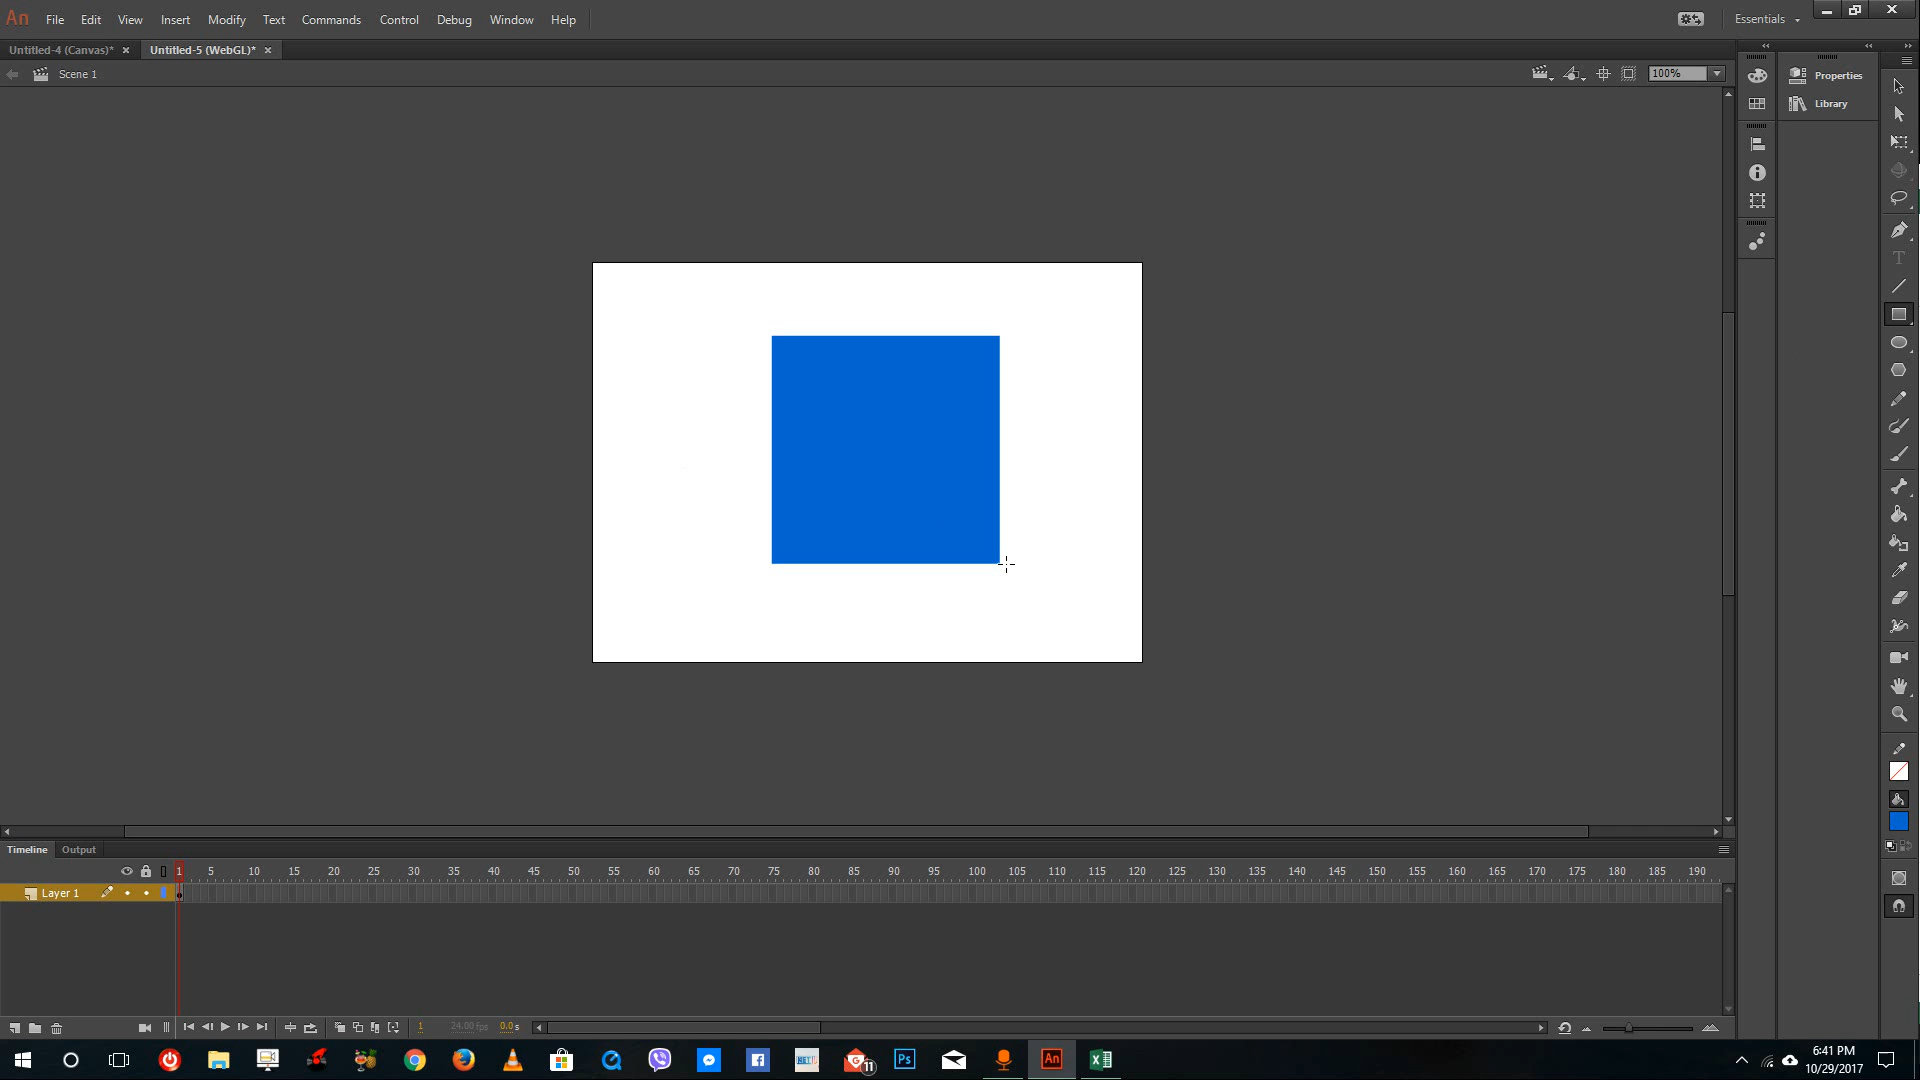 An File Edit View Insert Modify Text Commands Control Debug Window Help Essentials
Untitled-4 (Canvas)* × Untitled-5 (WebGL)* ×
Scene 1 100%
Properties
Library
T
Timeline Output
1 5 10 15 20 25 30 35 40 45 50 55 60 65 70 75 80 85 90 95 100 105 110 115 120 125 130 135 140 145 150 155 160 165 170 175 180 185 190
Layer 1
1 24.00 fps 0.0 s
11 Ps An 6:41 PM
10/29/2017